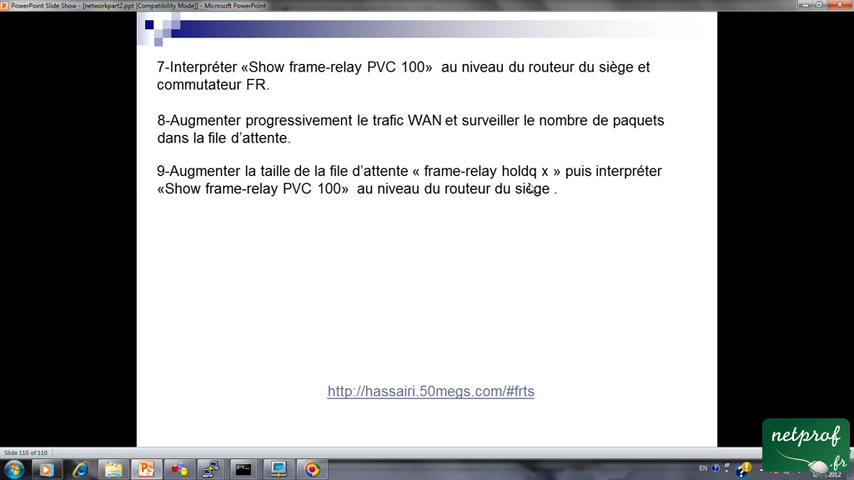 PowerPoint Slide Show - [networkpart2.ppt [Compatibility Mode]] - Microsoft PowerPoint
7-Interpréter «Show frame-relay PVC 100»  au niveau du routeur du siège et
commutateur FR.
8-Augmenter progressivement le trafic WAN et surveiller le nombre de paquets
dans la file d'attente.
9-Augmenter la taille de la file d'attente « frame-relay holdq x » puis interpréter
«Show frame-relay PVC 100»  au niveau du routeur du siège .
http://hassairi.50megs.com/#frts
netprof
.fr
Slide 110 of 110
EN